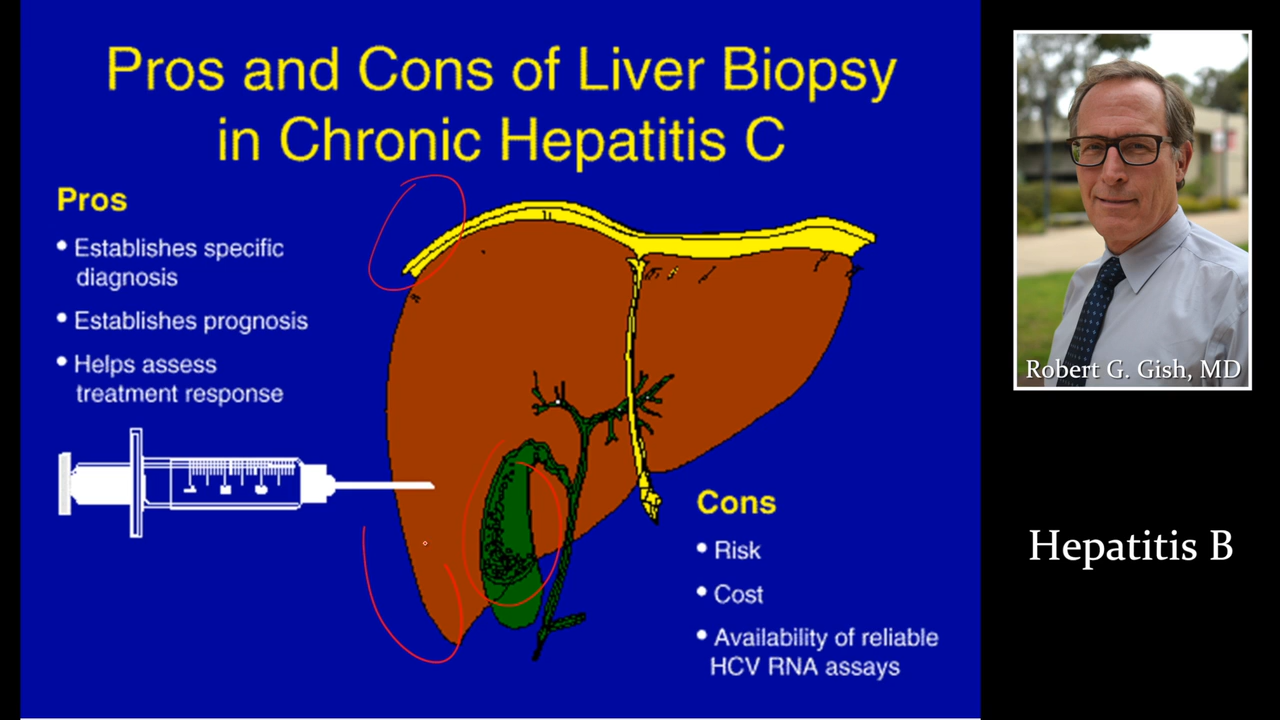 Pros and Cons of Liver Biopsy
in Chronic Hepatitis C
Pros
• Establishes specific
diagnosis
• Establishes prognosis
• Helps assess
treatment response
Cons
• Risk
• Cost
• Availability of reliable
HCV RNA assays
Robert G. Gish, MD
Hepatitis B